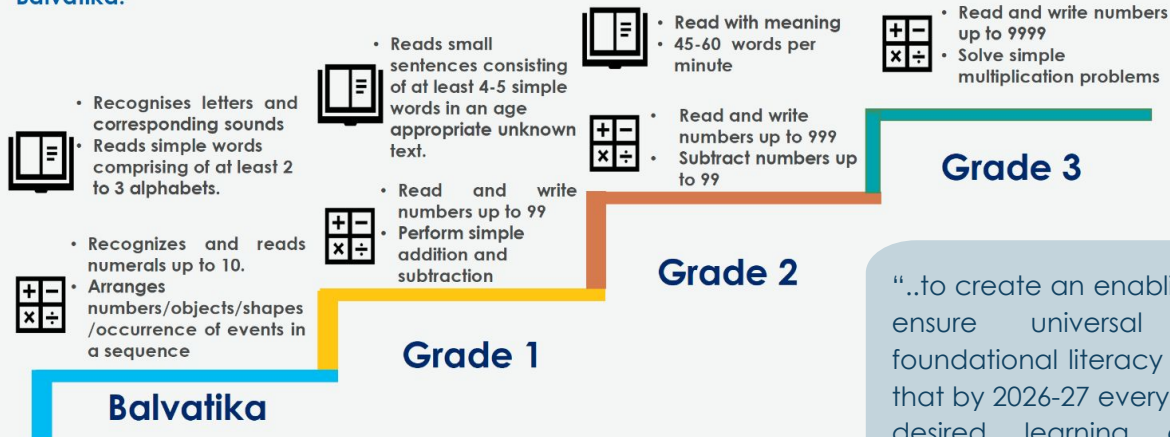 Balvatika.
• Recognises letters and
corresponding sounds
• Reads simple words
comprising of at least 2
to 3 alphabets.
• Recognizes and reads
numerals up to 10.
• Arranges
numbers/objects/shapes
/occurrence of events in
a sequence
Balvatika
• Reads small
sentences consisting
of at least 4-5 simple
words in an age
appropriate unknown
text.
• Read and write
numbers up to 99
• Perform simple
addition and
subtraction
Grade 1
• Read with meaning
• 45-60 words per
minute
• Read and write
numbers up to 999
• Subtract numbers up
to 99
Grade 2
• Read and write numbers
up to 9999
• Solve simple
multiplication problems
Grade 3
“..to create an
ensure universal
foundational literacy
that by 2026-27 every
desired learning